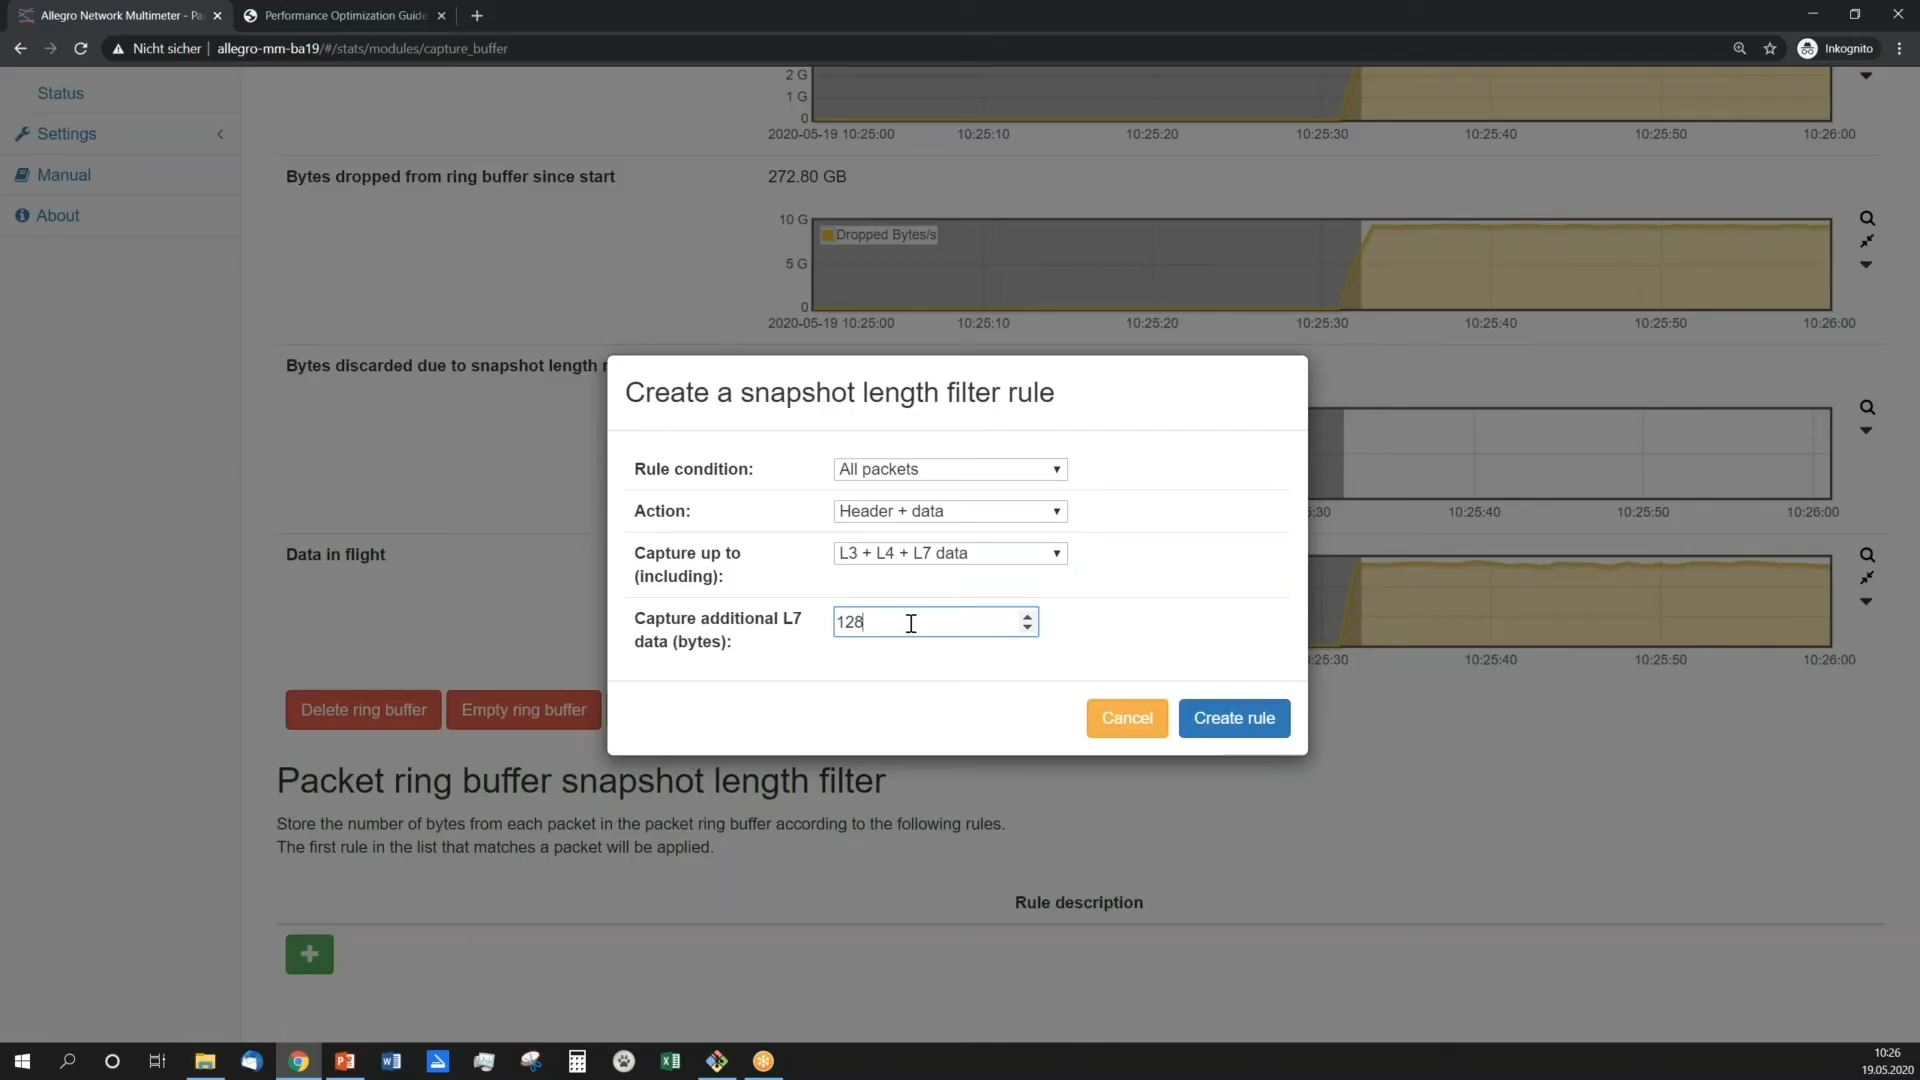 Allegro Network Multimeter - Pa
Performance Optimization Guide
Nicht sicher
allegro-mm-ba19/#/stats/modules/capture_buffer
Inkognito
Status
Settings
Manual
About
2 G
1 G
0
2020-05-19 10:25:00
10:25:10
10:25:20
10:25:30
10:25:40
10:25:50
10:26:00
Bytes dropped from ring buffer since start
272.80 GB
10 G
Dropped Bytes/s
5 G
0
2020-05-19 10:25:00
10:25:10
10:25:20
10:25:30
10:25:40
10:25:50
10:26:00
Bytes discarded due to snapshot length
:30
10:25:40
10:25:50
10:26:00
Data in flight
:25:30
10:25:40
10:25:50
10:26:00
Create a snapshot length filter rule
Rule condition:
All packets
Action:
Header + data
Capture up to
(including):
L3 + L4 + L7 data
Capture additional L7
data (bytes):
128
Cancel
Create rule
Delete ring buffer
Empty ring buffer
Packet ring buffer snapshot length filter
Store the number of bytes from each packet in the packet ring buffer according to the following rules.
The first rule in the list that matches a packet will be applied.
Rule description
10:26
19.05.2020